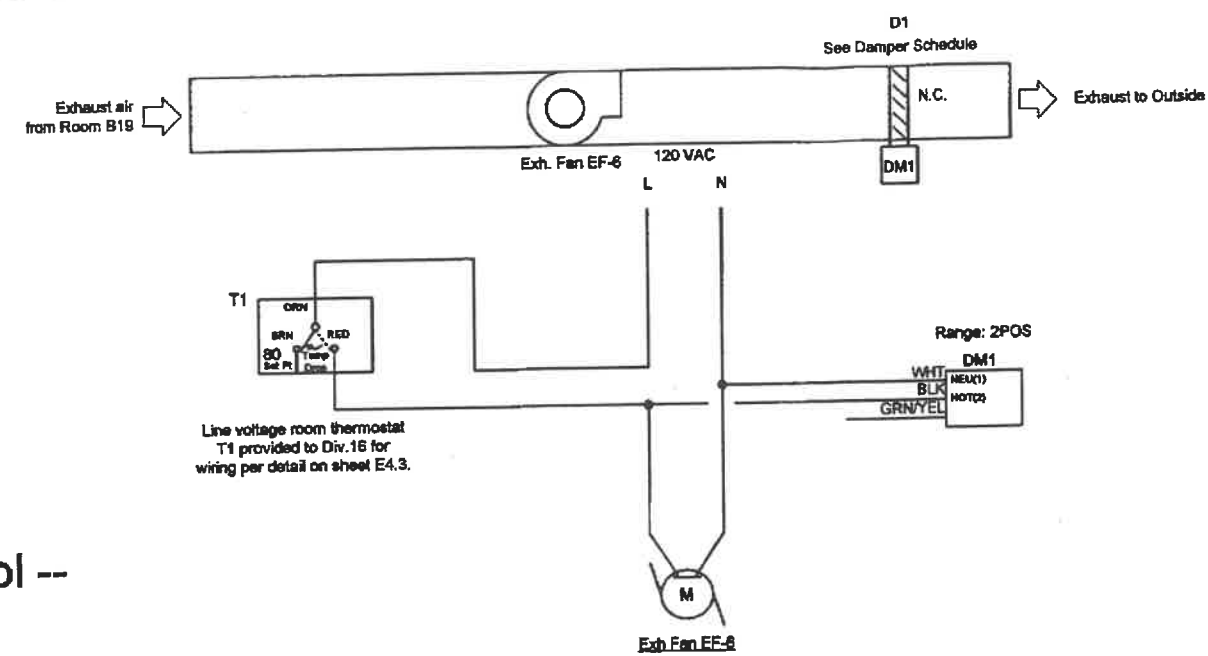 D1
See Damper Schedule
Exhaust air
from Room B19
N.C.
Exhaust to Outside
Exh. Fan EF-6
120 VAC
DM1
L
N
T1
ORN
BRN
RED
80
Set Pt
Temp
Range: 2POS
DM1
WHT
NEU(1)
BLK
HOT(2)
GRN/YEL
Line voltage room thermostat
T1 provided to Div.16 for
wiring per detail on sheet E4.3.
ol --
M
Exh Fan EF-6